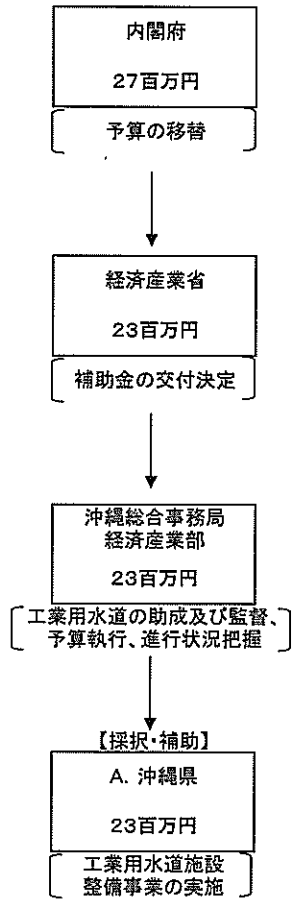 内閣府
27百万円
予算の移替
経済産業省
23百万円
補助金の交付決定
沖縄総合事務局
経済産業部
23百万円
工業用水道の助成及び監督、
予算執行、進行状況把握
【採択・補助】
A. 沖縄県
23百万円
工業用水道施設
整備事業の実施